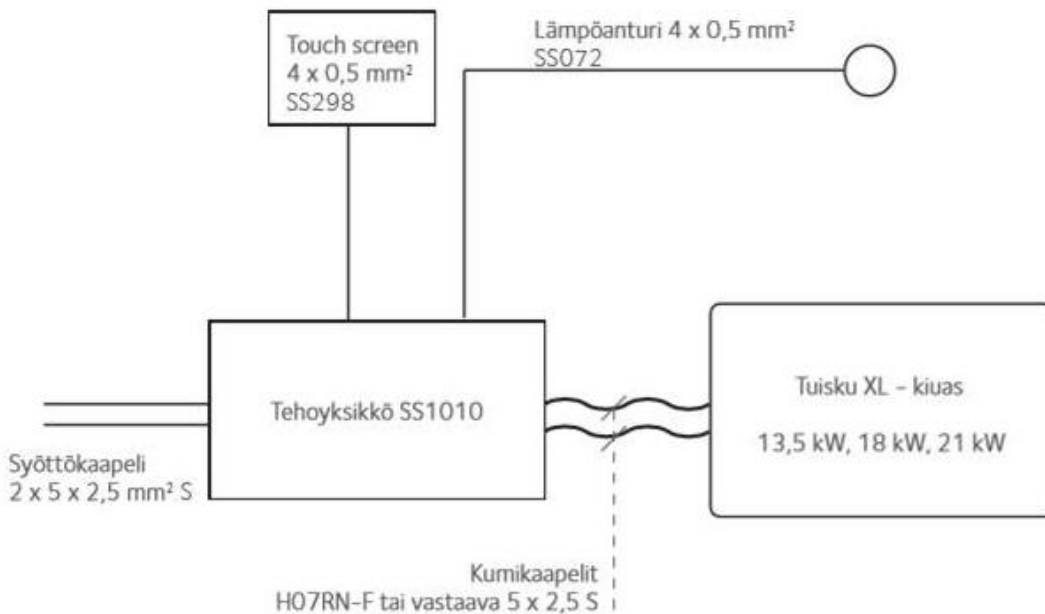 Touch screen
4 x 0,5 mm²
SS298
Lämpöanturi 4 x 0,5 mm²
SS072
Tehoyksikkö SS1010
Tuisku XL – kiuas
13,5 kW, 18 kW, 21 kW
Syöttökaapeli
2 x 5 x 2,5 mm² S
Kumikaapelit
H07RN-F tai vastaava 5 x 2,5 S